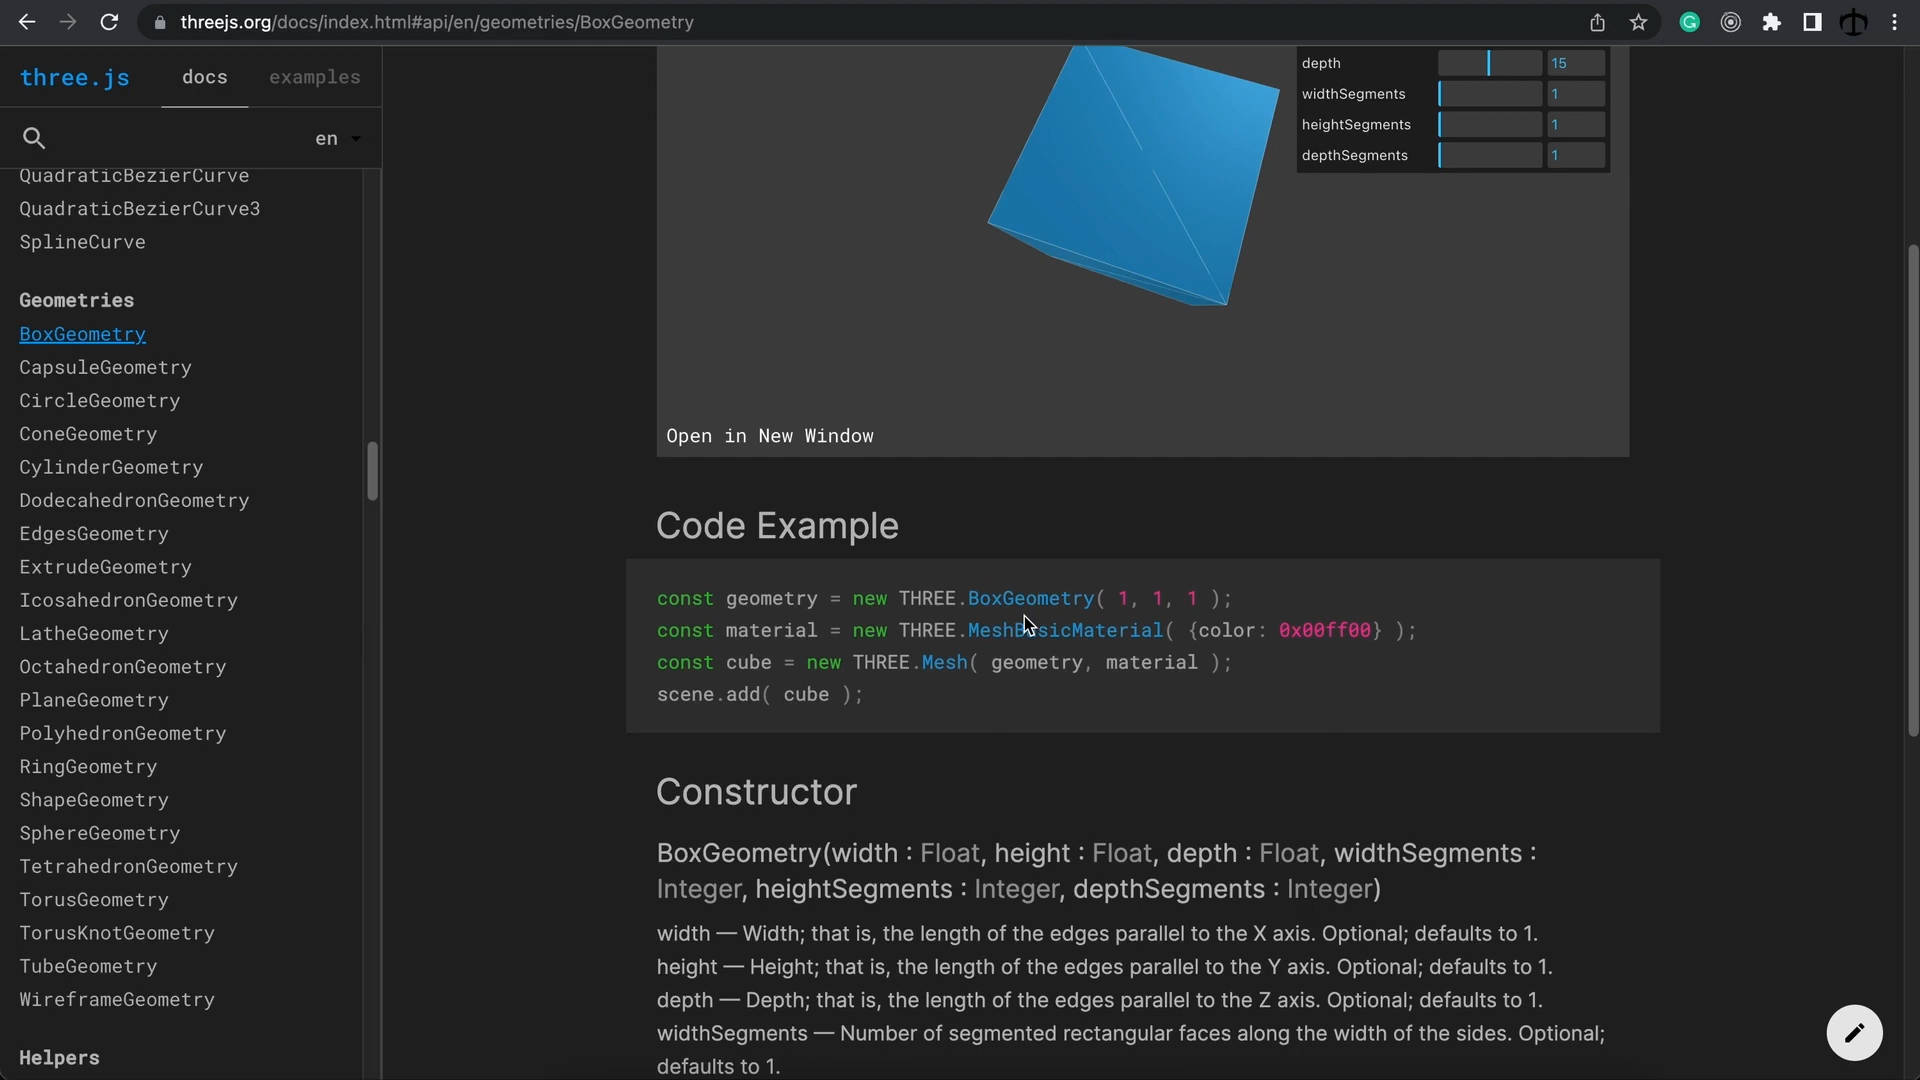 threejs.org/docs/index.html#api/en/geometries/BoxGeometry
three.js
docs
examples
en
QuadraticBezierCurve
QuadraticBezierCurve3
SplineCurve
Geometries
BoxGeometry
CapsuleGeometry
CircleGeometry
ConeGeometry
CylinderGeometry
DodecahedronGeometry
EdgesGeometry
ExtrudeGeometry
IcosahedronGeometry
LatheGeometry
OctahedronGeometry
PlaneGeometry
PolyhedronGeometry
RingGeometry
ShapeGeometry
SphereGeometry
TetrahedronGeometry
TorusGeometry
TorusKnotGeometry
TubeGeometry
WireframeGeometry
Helpers
depth 15
widthSegments 1
heightSegments 1
depthSegments 1
Open in New Window
Code Example
const geometry = new THREE.BoxGeometry( 1, 1, 1 );
const material = new THREE.MeshBasicMaterial( {color: 0x00ff00} );
const cube = new THREE.Mesh( geometry, material );
scene.add( cube );
Constructor
BoxGeometry(width : Float, height : Float, depth : Float, widthSegments :
Integer, heightSegments : Integer, depthSegments : Integer)
width — Width; that is, the length of the edges parallel to the X axis. Optional; defaults to 1.
height — Height; that is, the length of the edges parallel to the Y axis. Optional; defaults to 1.
depth — Depth; that is, the length of the edges parallel to the Z axis. Optional; defaults to 1.
widthSegments — Number of segmented rectangular faces along the width of the sides. Optional;
defaults to 1.